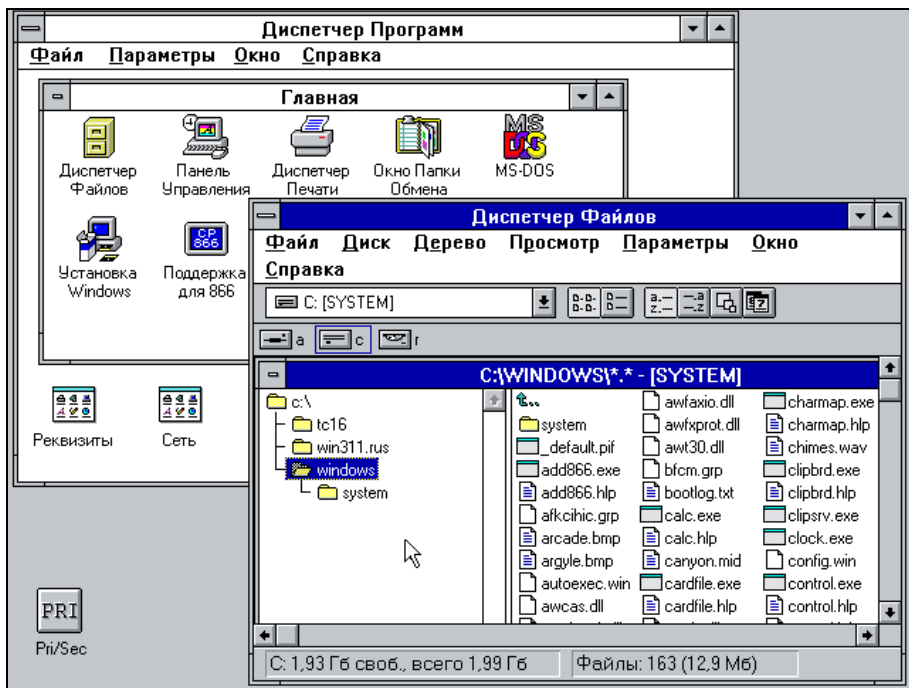 Диспетчер Программ
Файл Параметры Окно Справка
Главная
Диспетчер Файлов
Панель Управления
Диспетчер Печати
Окно Папки Обмена
MS-DOS
MS DOS
Установка Windows
CP 866
Поддержка для 866
Реквизиты
Сеть
PRI
Pri/Sec
Диспетчер Файлов
Файл Диск Дерево Просмотр Параметры Окно
Справка
C: [SYSTEM]
a c r
C:\WINDOWS\*.* - [SYSTEM]
c:\
tc16
win311.rus
windows
system
system
_default.pif
add866.exe
add866.hlp
afkcihic.grp
arcade.bmp
argyle.bmp
autoexec.win
awcas.dll
awfaxio.dll
awfxprot.dll
awt30.dll
bfcm.grp
bootlog.txt
calc.exe
calc.hlp
canyon.mid
cardfile.exe
cardfile.hlp
charmap.exe
charmap.hlp
chimes.wav
clipbrd.exe
clipbrd.hlp
clipsrv.exe
clock.exe
config.win
control.exe
control.hlp
C: 1,93 Гб своб., всего 1,99 Гб
Файлы: 163 (12,9 Мб)